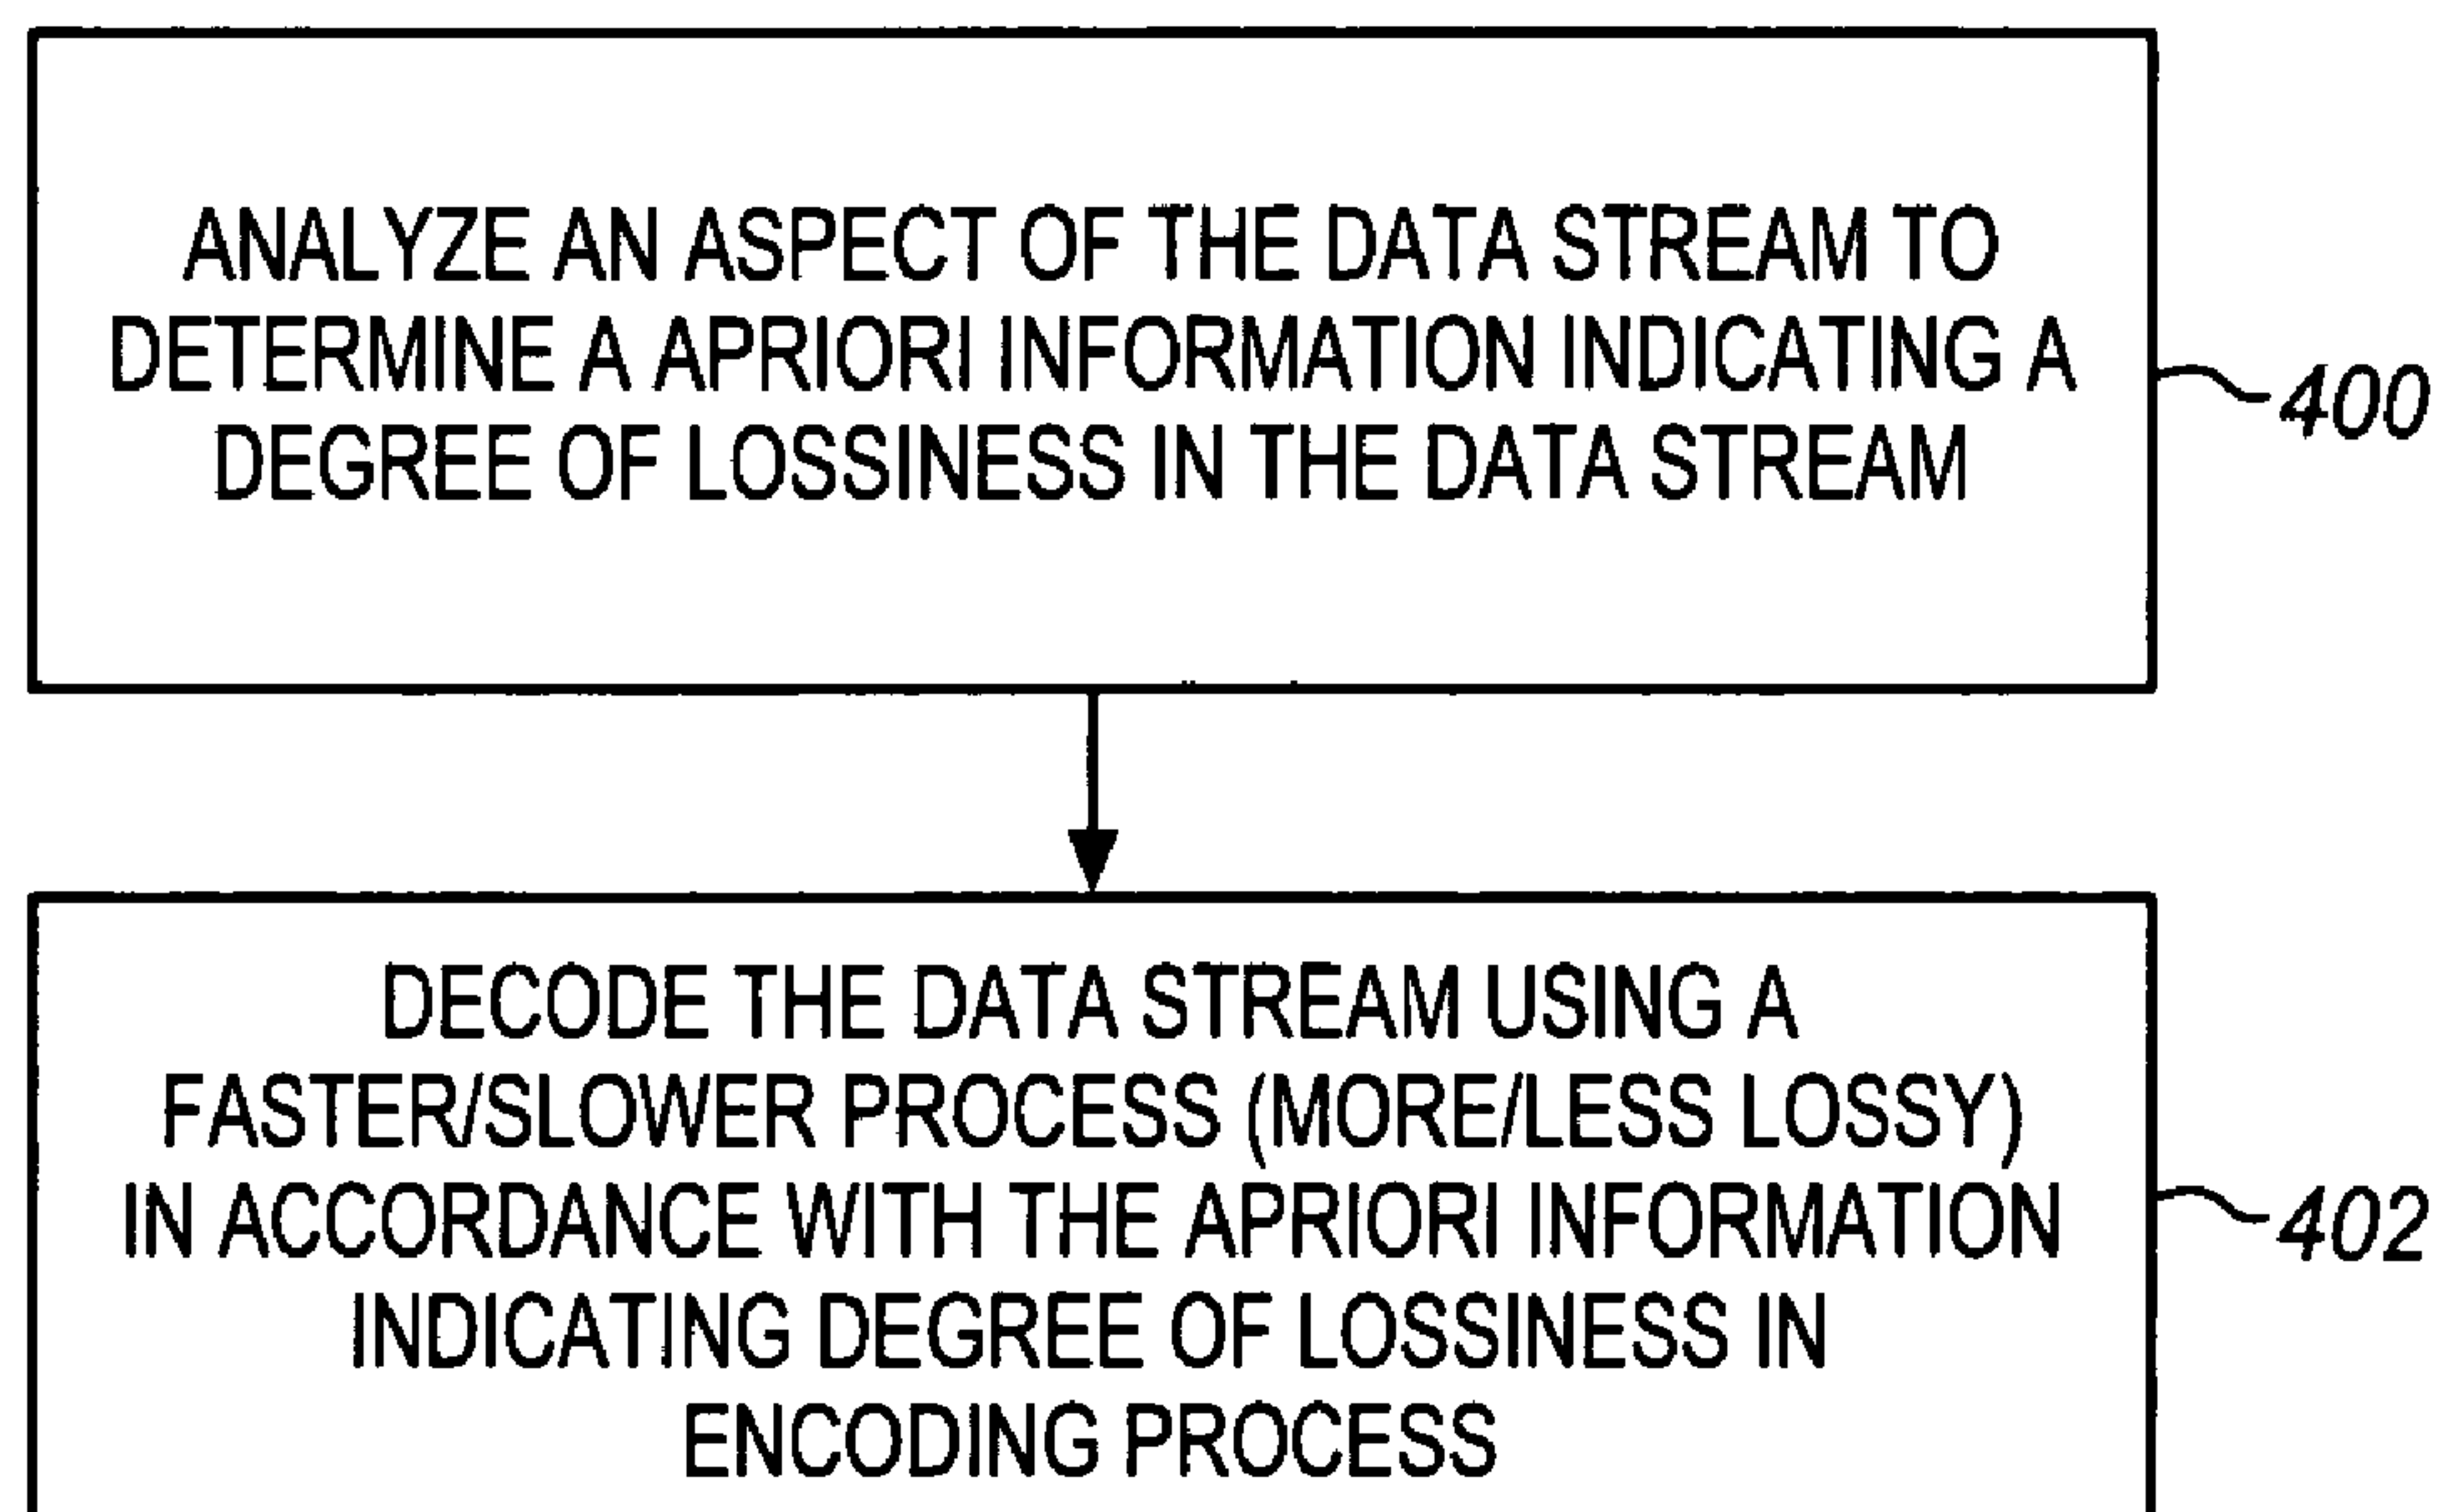 ANALYZE AN ASPECT OF THE DATA STREAM TO
DETERMINE A APRIORI INFORMATION INDICATING A
DEGREE OF LOSSINESS IN THE DATA STREAM
400
DECODE THE DATA STREAM USING A
FASTER/SLOWER PROCESS (MORE/LESS LOSSY)
IN ACCORDANCE WITH THE APRIORI INFORMATION
INDICATING DEGREE OF LOSSINESS IN
ENCODING PROCESS
402